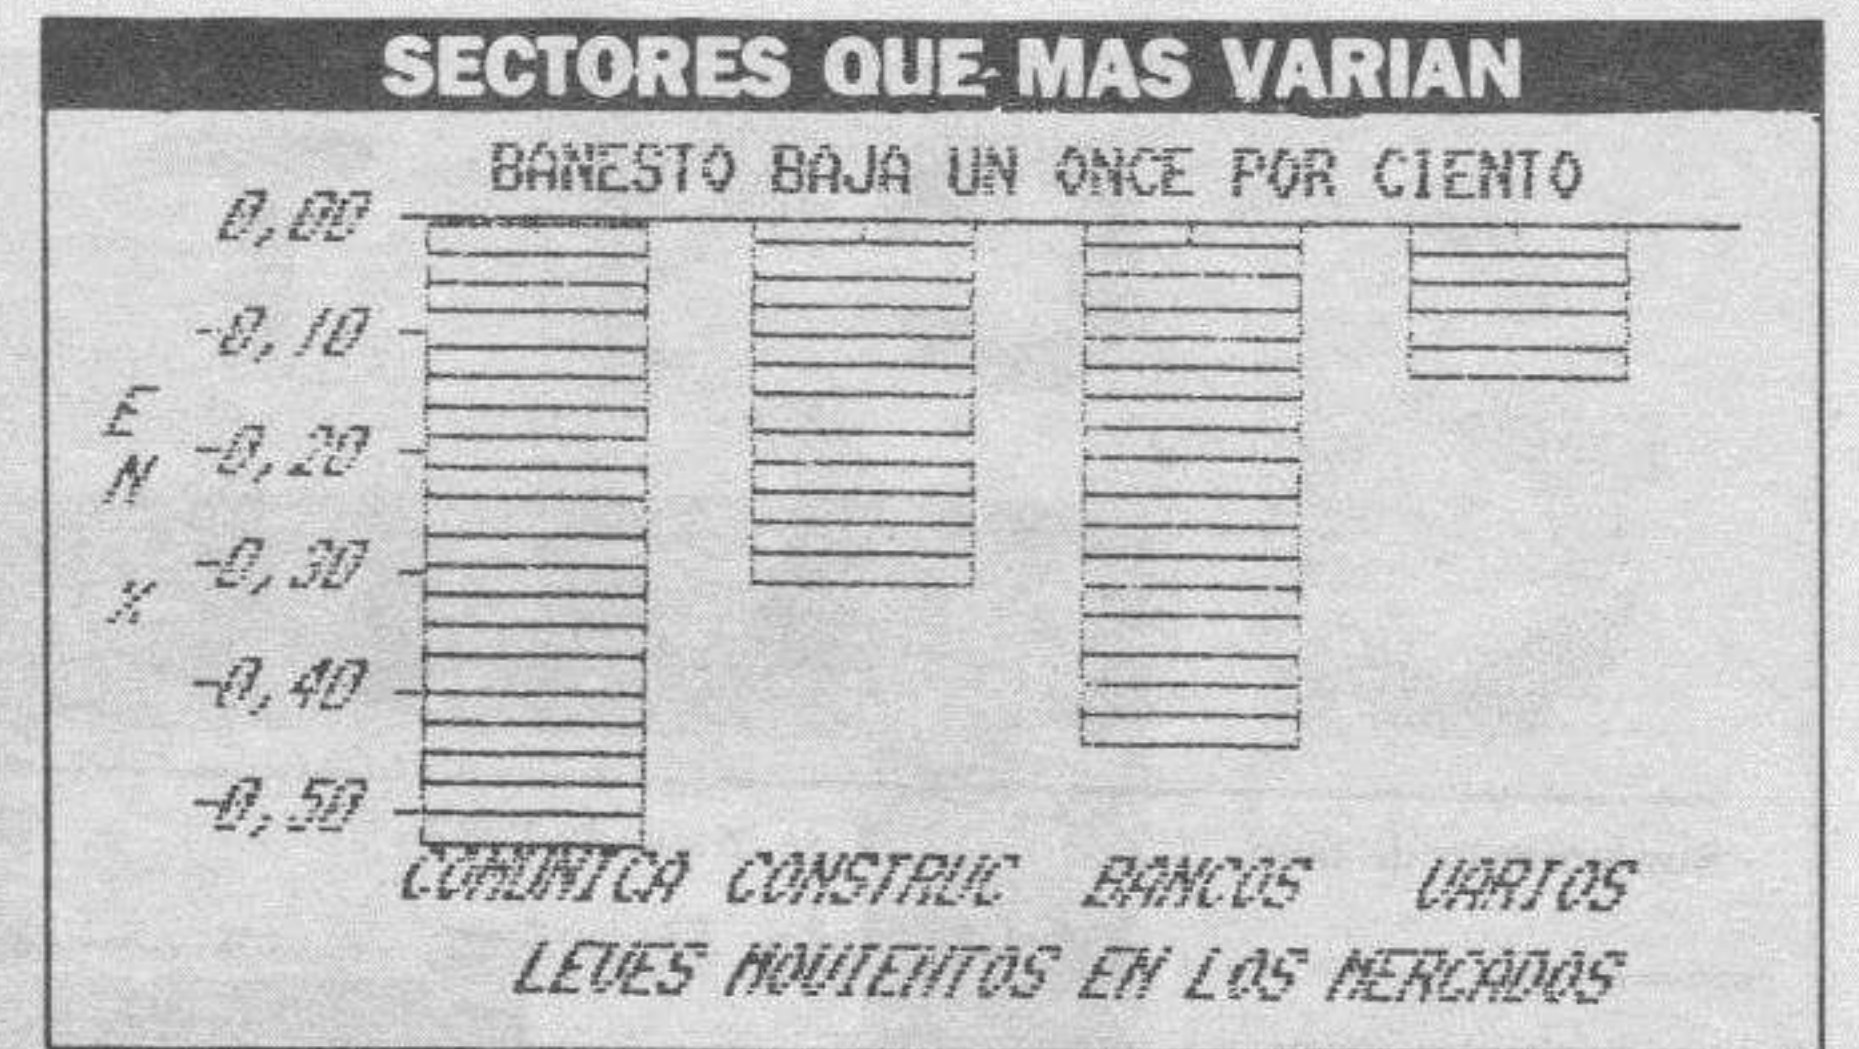 SECTORES QUE MAS VARIAN
BANESTO BAJA UN ONCE POR CIENTO
0,00
-0,10
-0,20
-0,30
-0,40
-0,50
EN %
COMUNICA CONSTRUC BANCOS VARIOS
LEVES MOVIENTOS EN LOS MERCADOS